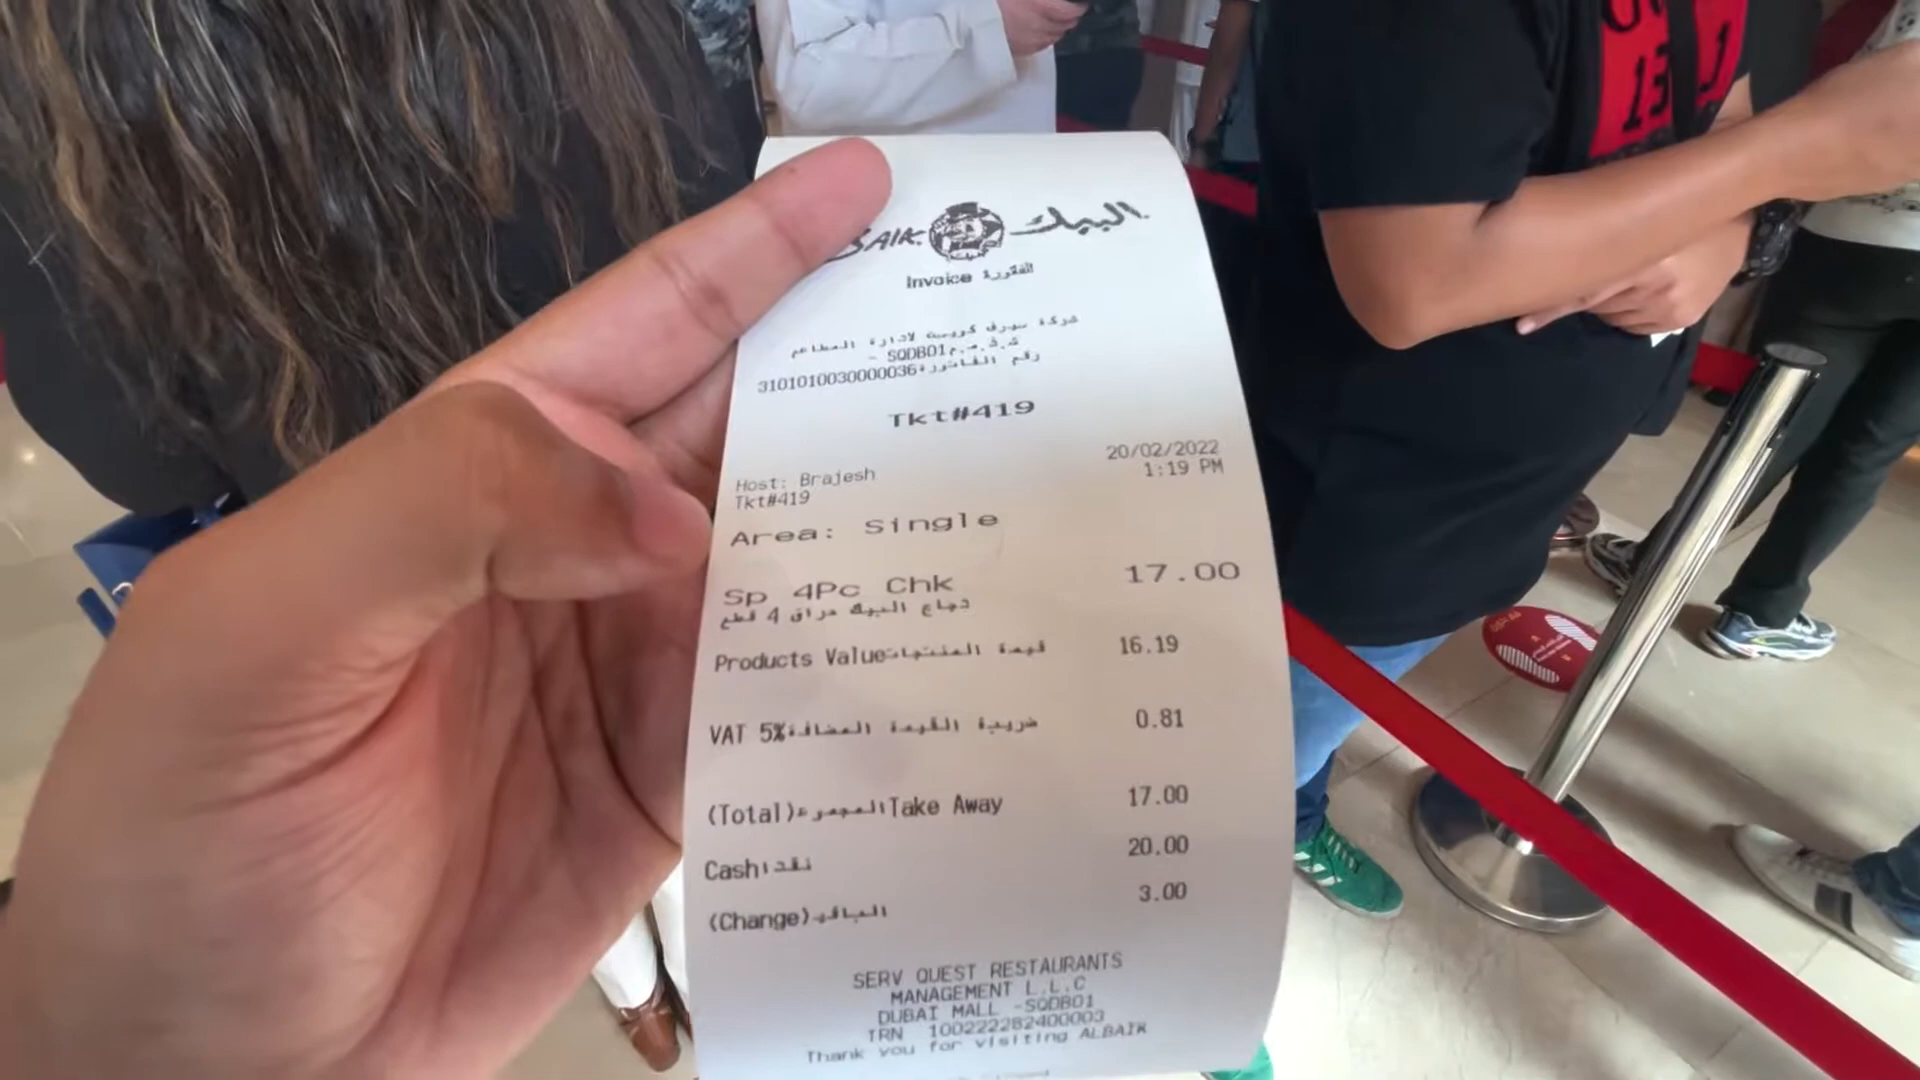 BAIK البيك
Invoice الفتورة
شركة سيرف كويست لادارة المطاعم
ش.ذ.م.م SQDB01 -
رقم الفاتورة 3101010030000036
Tkt#419
20/02/2022
Host: Brajesh 1:19 PM
Tkt#419
Area: Single
Sp 4Pc Chk 17.00
دجاج البيك حراق 4 قطع
Products Value قيمة المنتجات 16.19
VAT 5% ضريبة القيمة المضافة 0.81
(Total) المجموع Take Away 17.00
Cash نقدا 20.00
(Change) الباقي 3.00
SERV QUEST RESTAURANTS
MANAGEMENT L.L.C
DUBAI MALL -SQDB01
TRN 100222282400003
Thank you for visiting ALBAIK